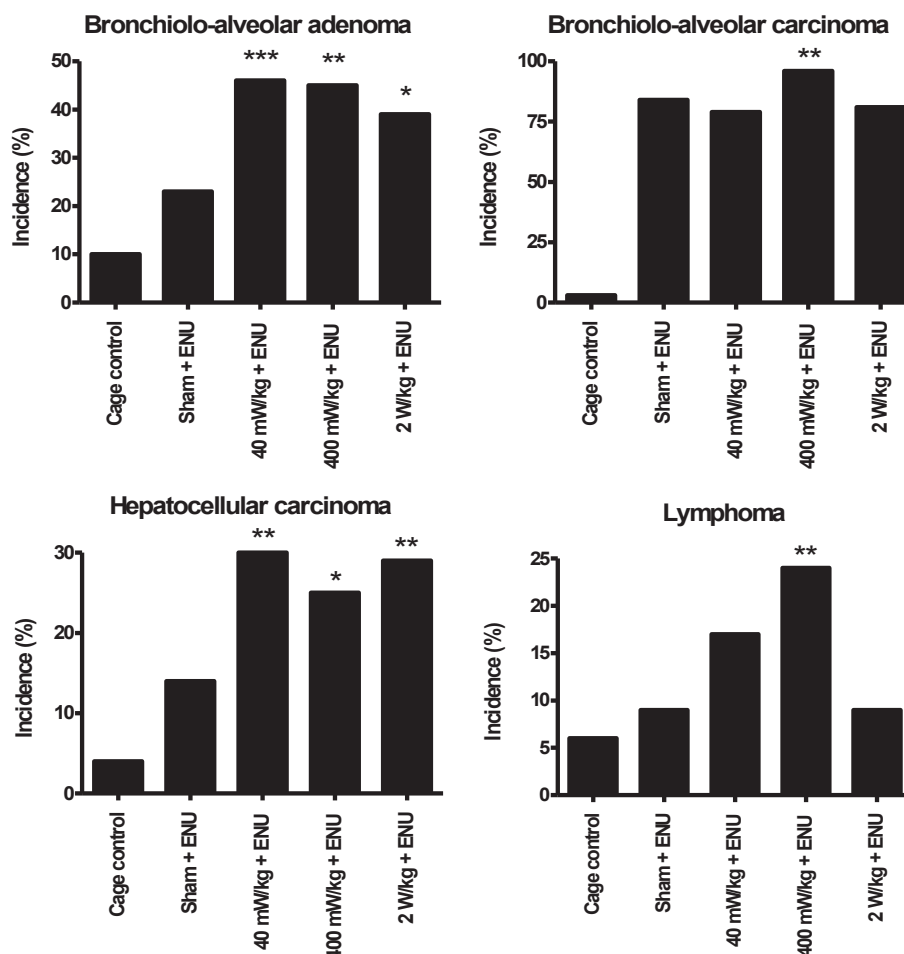 Bronchiolo-alveolar adenoma
Incidence (%)
50
40
30
20
10
0
***
**
*
Cage control
Sham + ENU
40 mW/kg + ENU
400 mW/kg + ENU
2 W/kg + ENU
Bronchiolo-alveolar carcinoma
Incidence (%)
100
75
50
25
0
**
Cage control
Sham + ENU
40 mW/kg + ENU
400 mW/kg + ENU
2 W/kg + ENU
Hepatocellular carcinoma
Incidence (%)
30
20
10
0
**
*
**
Cage control
Sham + ENU
40 mW/kg + ENU
400 mW/kg + ENU
2 W/kg + ENU
Lymphoma
Incidence (%)
25
20
15
10
5
0
**
Cage control
Sham + ENU
40 mW/kg + ENU
400 mW/kg + ENU
2 W/kg + ENU